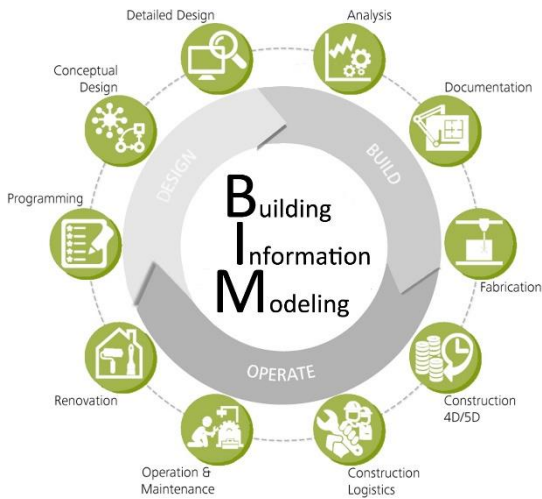 Detailed Design
Analysis
Conceptual
Design
Documentation
DESIGN
BUILD
Programming
Building
Information
Modeling
Fabrication
OPERATE
Renovation
Construction
4D/5D
Operation &
Maintenance
Construction
Logistics